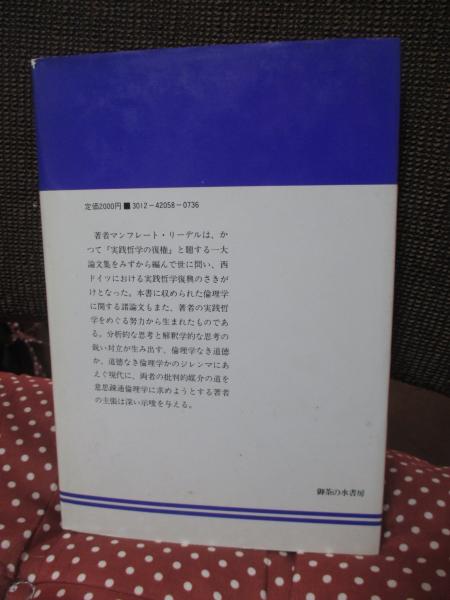 定価2000円■3012-42058-0736
著者マンフレート・リーデルは、か
つて『実践哲学の復権』と題する一大
論文集をみずから編んで世に問い、西
ドイツにおける実践哲学復興のさきが
けとなった。本書に収められた倫理学
に関する諸論文もまた、著者の実践哲
学をめぐる努力から生まれたものであ
る。分析的な思考と解釈学的な思考の
鋭い対立が生み出す、倫理学なき道徳
か、道徳なき倫理学かのジレンマにあ
えぐ現代に、両者の批判的媒介の道を
意思疎通倫理学に求めようとする著者
の主張は深い示唆を与える。
御茶の水書房